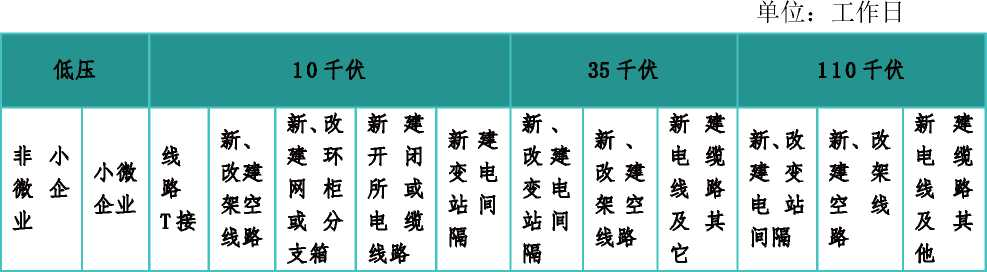 单位：工作日
低压 10千伏 35千伏 110千伏
非小微企业
小微企业
线路T接
新、改建架空线路
新、改建环网柜或分支箱
新建开闭所或电缆线路
新建变电站间隔
新、改建变电站间隔
新、改建架空线路
新建电缆线路及其它
新、改建变电站间隔
新、改建架空线路
新建电缆线路及其他